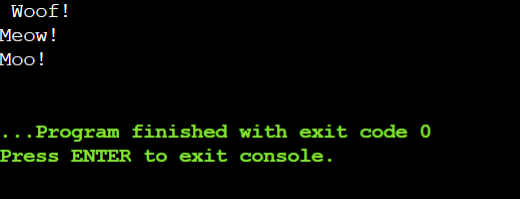 Woof!
Meow!
Moo!
...Program finished with exit code 0
Press ENTER to exit console.